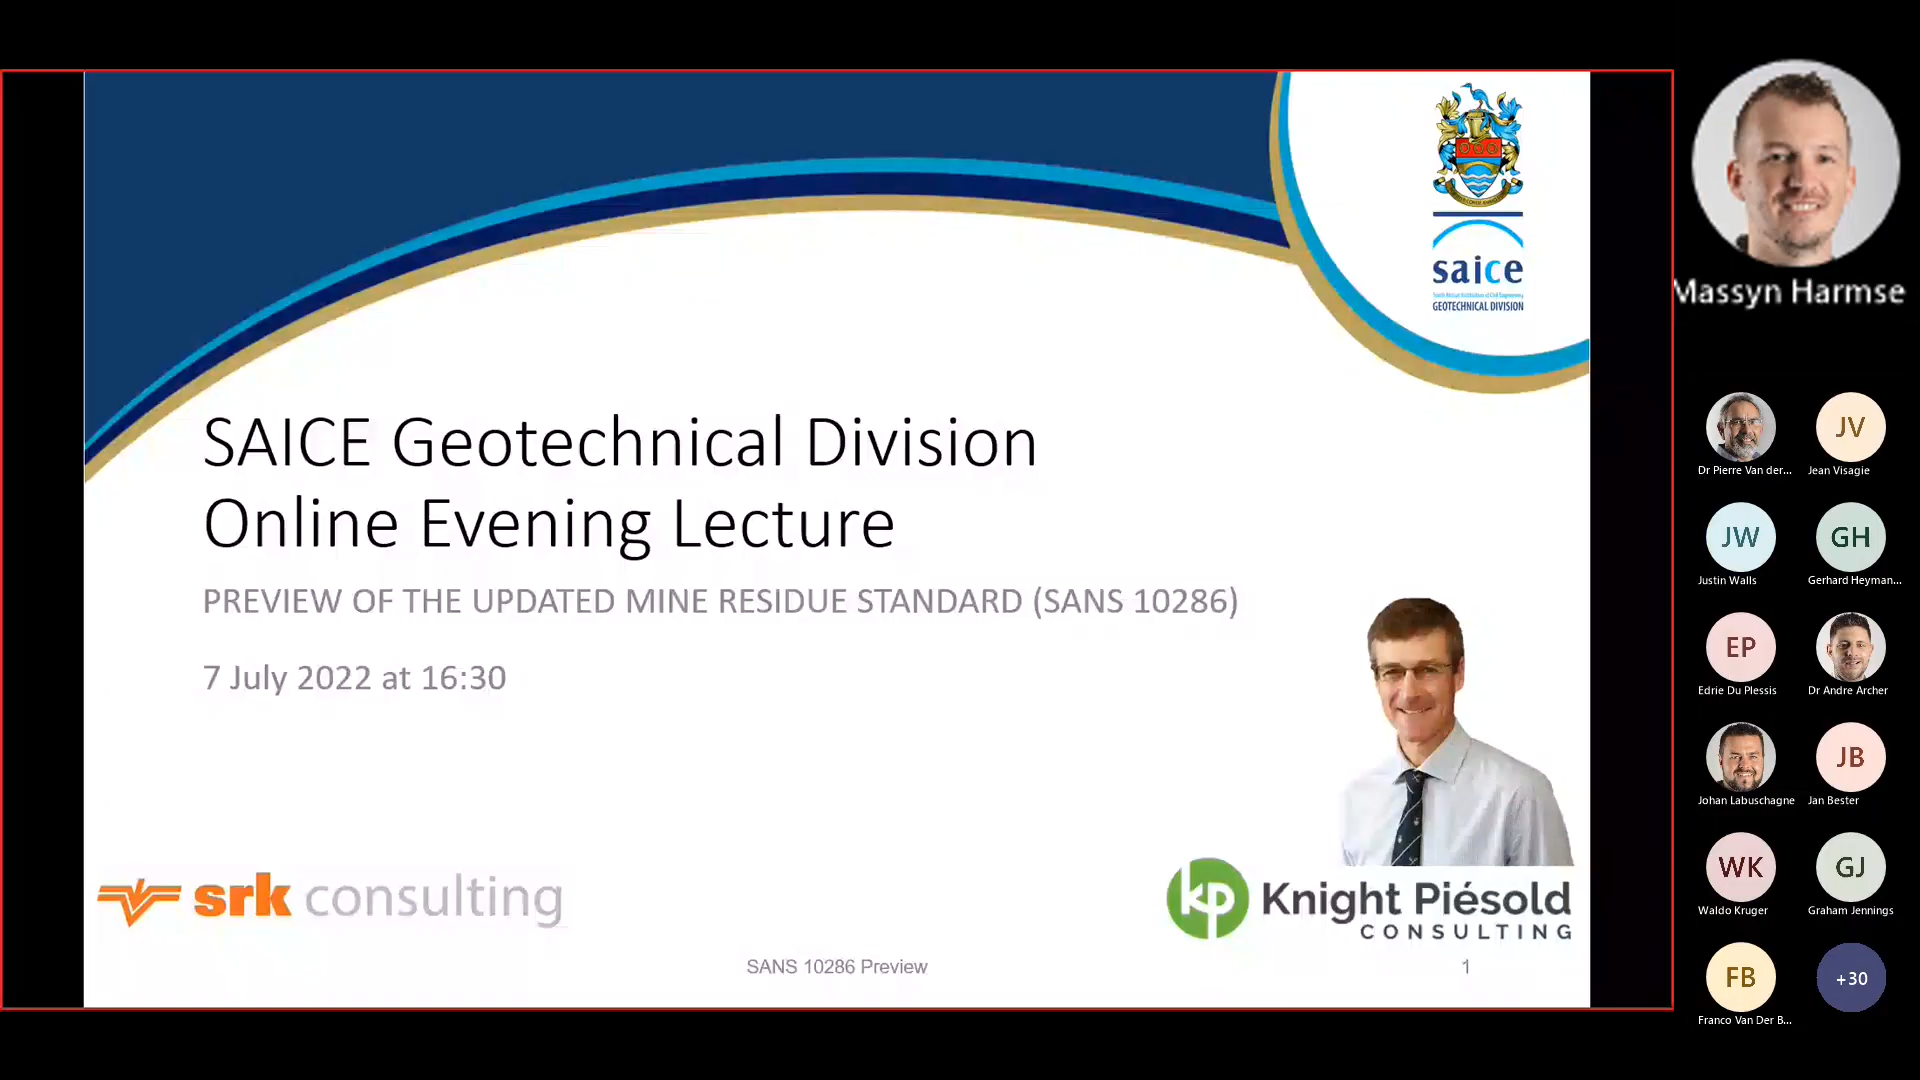 saice
GEOTECHNICAL DIVISION
SAICE Geotechnical Division
Online Evening Lecture
PREVIEW OF THE UPDATED MINE RESIDUE STANDARD (SANS 10286)
7 July 2022 at 16:30
srk consulting
kp Knight Piésold
CONSULTING
SANS 10286 Preview
1
Massyn Harmse
Dr Pierre Van der...
JV
Jean Visagie
JW
Justin Walls
GH
Gerhard Heyman...
EP
Edrie Du Plessis
Dr Andre Archer
Johan Labuschagne
JB
Jan Bester
WK
Waldo Kruger
GJ
Graham Jennings
FB
Franco Van Der B...
+30